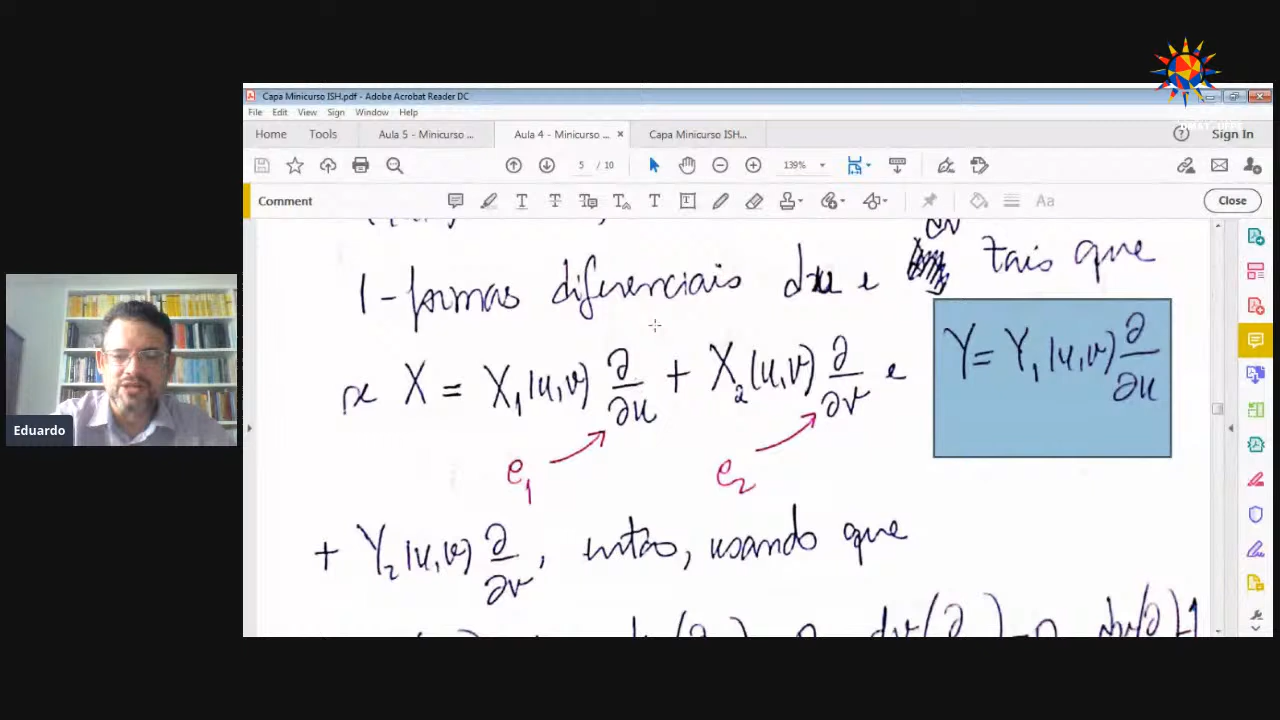 Capa Minicurso ISH.pdf - Adobe Acrobat Reader DC
File Edit View Sign Window Help
Home Tools Aula 5 - Minicurso ... Aula 4 - Minicurso ... × Capa Minicurso ISH... Sign In
5 / 10 139%
Comment Close
1-formas diferenciais du e dv tais que
se X = X₁(u,v) ∂/∂u + X₂(u,v) ∂/∂v e Y = Y₁(u,v) ∂/∂u
e₁ e₂
+ Y₂(u,v) ∂/∂v, então, usando que
Eduardo